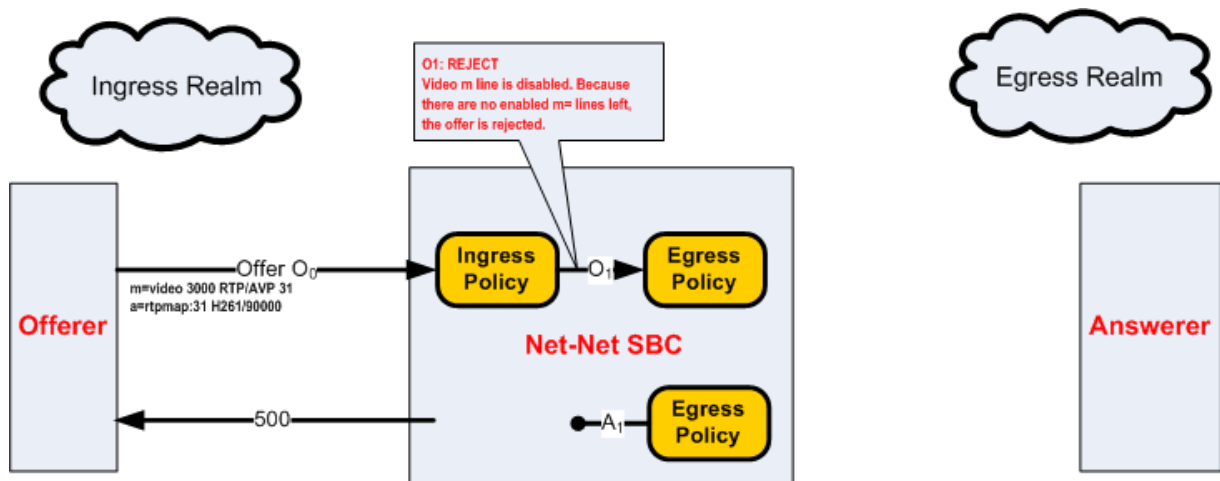 Ingress Realm
O1: REJECT
Video m line is disabled. Because
there are no enabled m= lines left,
the offer is rejected.
Egress Realm
Offer O0
m=video 3000 RTP/AVP 31
a=rtpmap:31 H261/90000
Ingress
Policy
O1
Egress
Policy
Offerer
Net-Net SBC
Answerer
500
A1
Egress
Policy